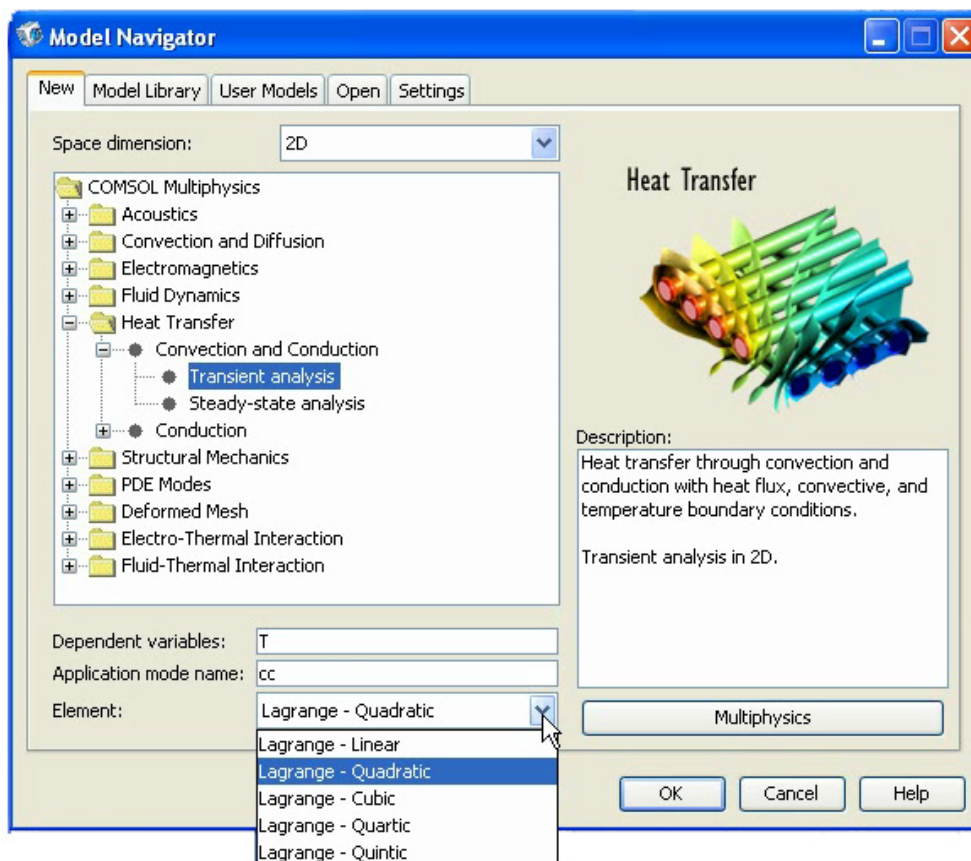 Model Navigator
New Model Library User Models Open Settings
Space dimension: 2D
COMSOL Multiphysics
Acoustics
Convection and Diffusion
Electromagnetics
Fluid Dynamics
Heat Transfer
Convection and Conduction
Transient analysis
Steady-state analysis
Conduction
Structural Mechanics
PDE Modes
Deformed Mesh
Electro-Thermal Interaction
Fluid-Thermal Interaction
Dependent variables: T
Application mode name: cc
Element: Lagrange - Quadratic
Lagrange - Linear
Lagrange - Quadratic
Lagrange - Cubic
Lagrange - Quartic
Lagrange - Quintic
Heat Transfer
Description:
Heat transfer through convection and
conduction with heat flux, convective, and
temperature boundary conditions.
Transient analysis in 2D.
Multiphysics
OK Cancel Help